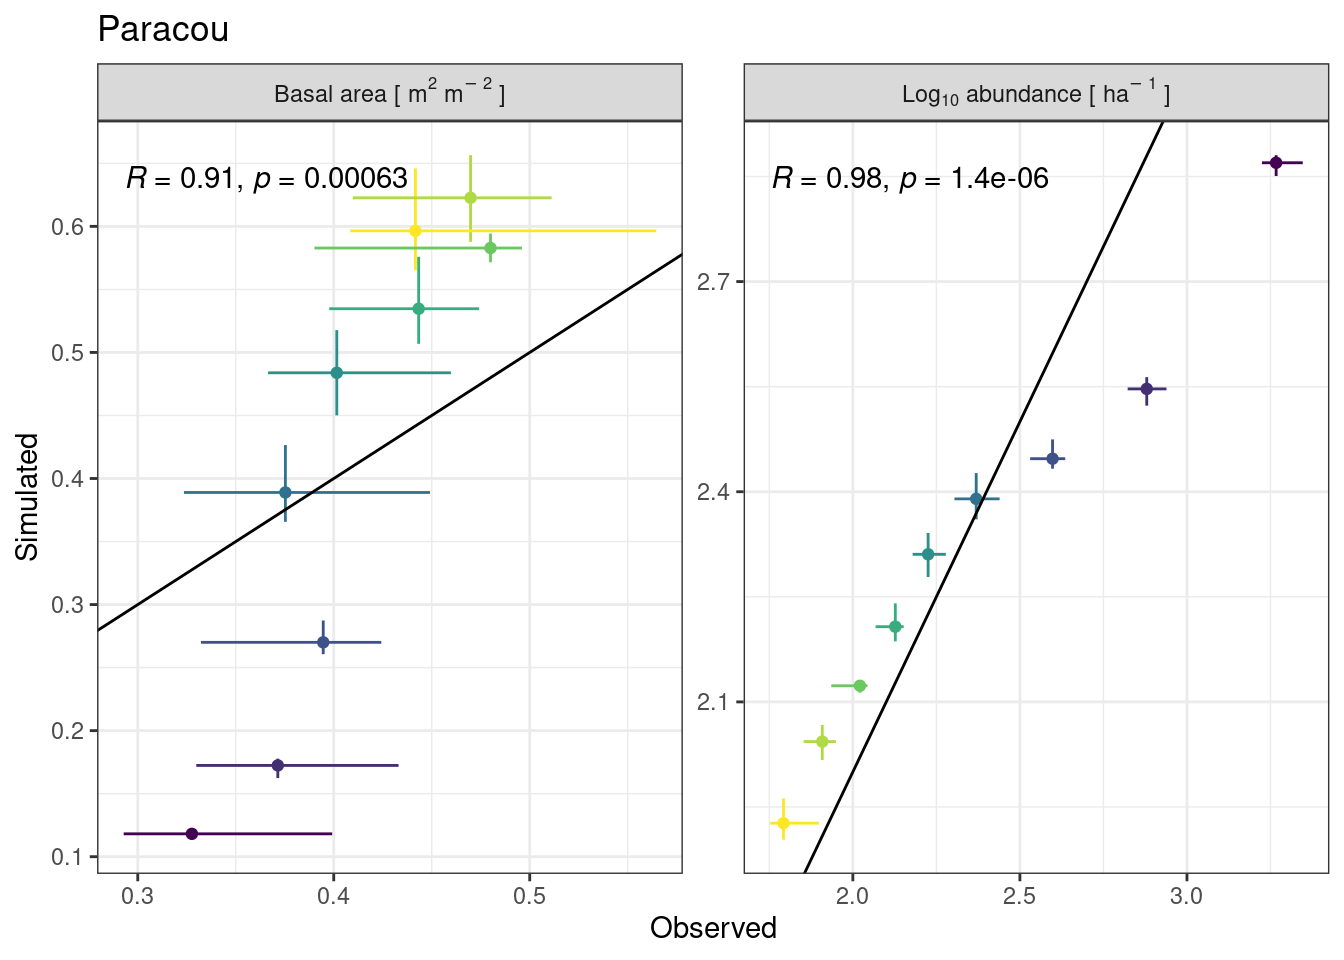 Paracou
Basal area [ m² m⁻² ]
Log₁₀ abundance [ ha⁻¹ ]
R = 0.91, p = 0.00063
R = 0.98, p = 1.4e-06
Simulated
0.6
0.5
0.4
0.3
0.2
0.1
2.7
2.4
2.1
0.3 0.4 0.5
2.0 2.5 3.0
Observed